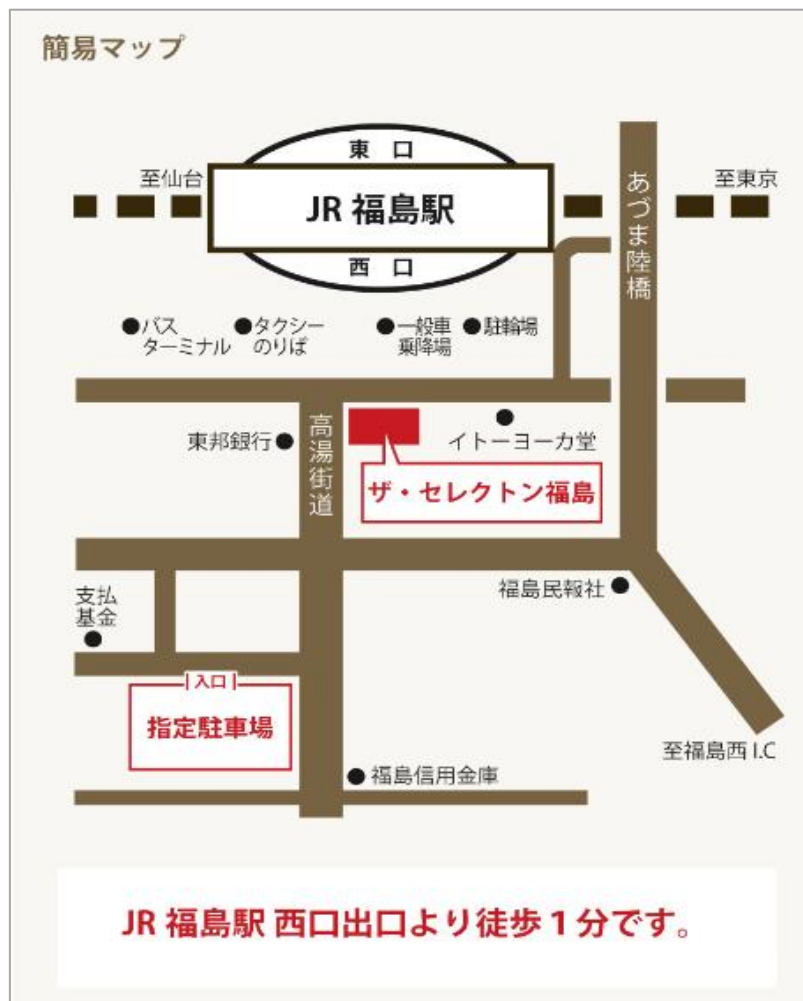 簡易マップ
東 口
至仙台
JR 福島駅
至東京
あづま陸橋
西 口
●バス
ターミナル
●タクシー
のりば
●一般車
乗降場
●駐輪場
東邦銀行●
高湯街道
イトーヨーカ堂
ザ・セレクトン福島
支払
基金
福島民報社●
入口
指定駐車場
至福島西 I.C
●福島信用金庫
JR 福島駅 西口出口より徒歩 1 分です。